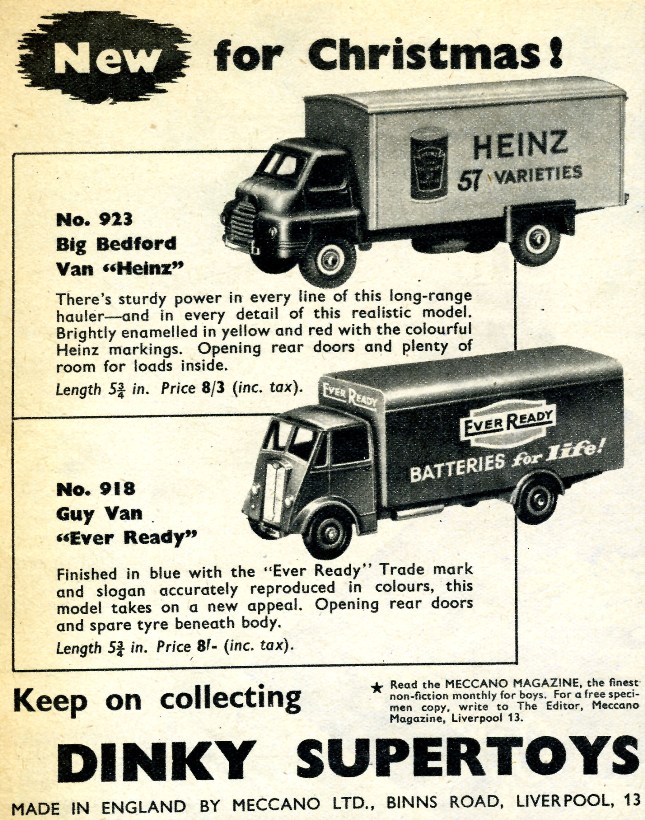 New for Christmas!
HEINZ
57 VARIETIES
No. 923
Big Bedford
Van “Heinz”
There's sturdy power in every line of this long-range
hauler—and in every detail of this realistic model.
Brightly enamelled in yellow and red with the colourful
Heinz markings. Opening rear doors and plenty of
room for loads inside.
Length 5¾ in. Price 8/3 (inc. tax).
EVER READY
EVER READY
BATTERIES for life!
No. 918
Guy Van
“Ever Ready”
Finished in blue with the “Ever Ready” Trade mark
and slogan accurately reproduced in colours, this
model takes on a new appeal. Opening rear doors
and spare tyre beneath body.
Length 5¾ in. Price 8/- (inc. tax).
Keep on collecting
★ Read the MECCANO MAGAZINE, the finest
non-fiction monthly for boys. For a free speci-
men copy, write to The Editor, Meccano
Magazine, Liverpool 13.
DINKY SUPERTOYS
MADE IN ENGLAND BY MECCANO LTD., BINNS ROAD, LIVERPOOL, 13